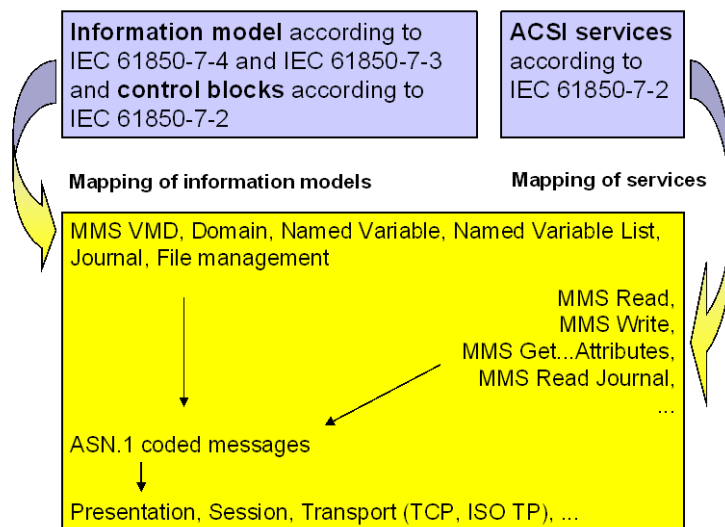 Information model according to
IEC 61850-7-4 and IEC 61850-7-3
and control blocks according to
IEC 61850-7-2
ACSI services
according to
IEC 61850-7-2
Mapping of information models
Mapping of services
MMS VMD, Domain, Named Variable, Named Variable List,
Journal, File management
MMS Read,
MMS Write,
MMS Get...Attributes,
MMS Read Journal,
...
ASN.1 coded messages
Presentation, Session, Transport (TCP, ISO TP), ...